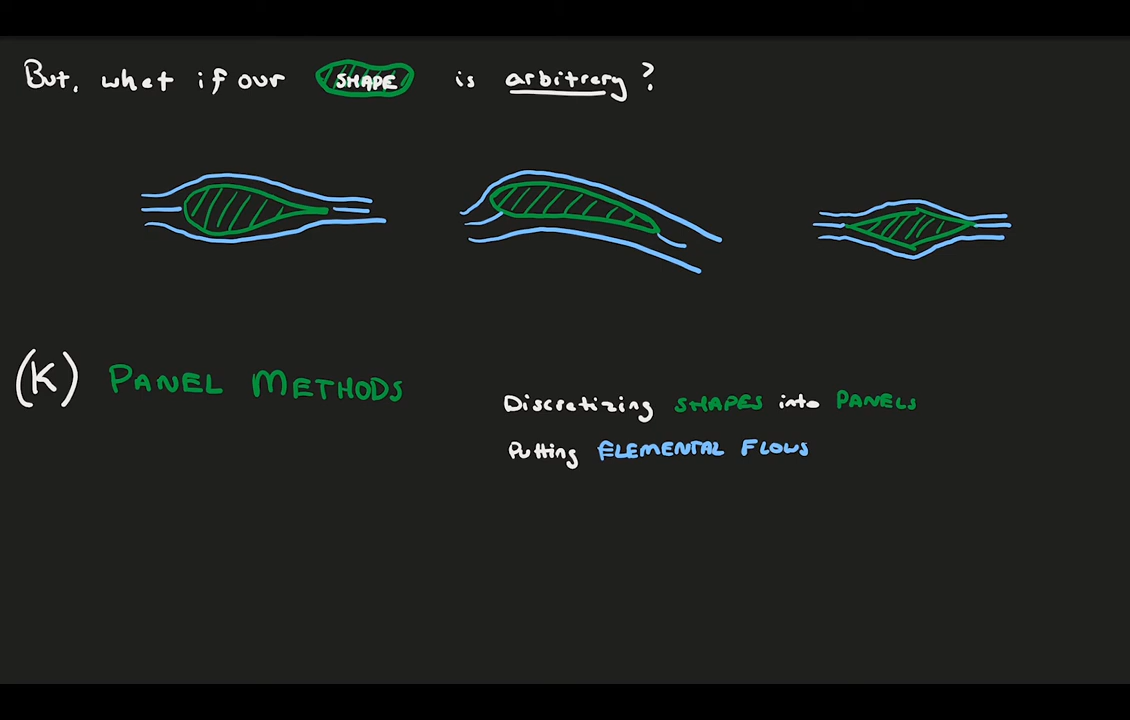 But, what if our SHAPE is arbitrary?
(K) PANEL METHODS
Discretizing SHAPES into PANELS
Putting ELEMENTAL FLOWS